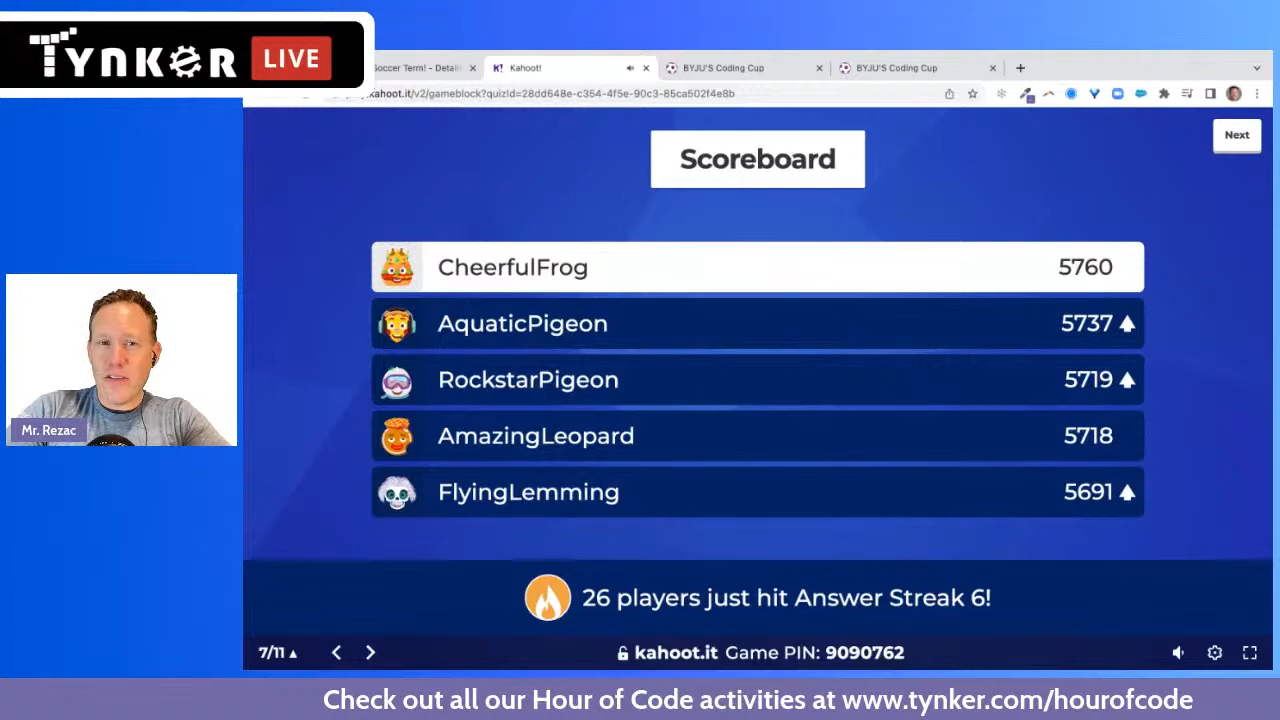 TYNKER LIVE
Soccer Term! - Detail
K! Kahoot!
BYJU'S Coding Cup
BYJU'S Coding Cup
kahoot.it/v2/gameblock?quizId=28dd648e-c354-4f5e-90c3-85ca502f4e8b
Next
Scoreboard
CheerfulFrog 5760
AquaticPigeon 5737
RockstarPigeon 5719
AmazingLeopard 5718
FlyingLemming 5691
Mr. Rezac
26 players just hit Answer Streak 6!
7/11
kahoot.it Game PIN: 9090762
Check out all our Hour of Code activities at www.tynker.com/hourofcode